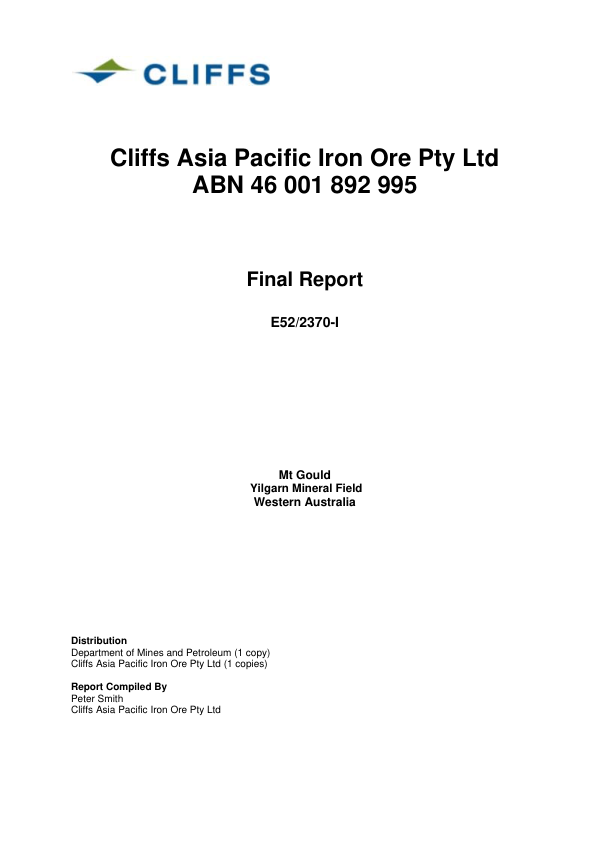 CLIFFS
Cliffs Asia Pacific Iron Ore Pty Ltd
ABN 46 001 892 995
Final Report
E52/2370-I
Mt Gould
Yilgarn Mineral Field
Western Australia
Distribution
Department of Mines and Petroleum (1 copy)
Cliffs Asia Pacific Iron Ore Pty Ltd (1 copies)
Report Compiled By
Peter Smith
Cliffs Asia Pacific Iron Ore Pty Ltd